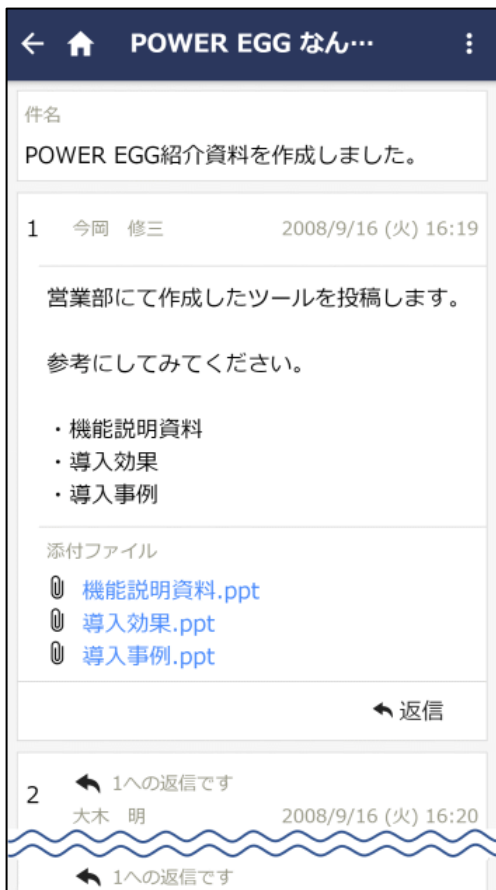 POWER EGG なん…
件名
POWER EGG紹介資料を作成しました。
1 今岡 修三 2008/9/16 (火) 16:19
営業部にて作成したツールを投稿します。
参考にしてみてください。
・機能説明資料
・導入効果
・導入事例
添付ファイル
機能説明資料.ppt
導入効果.ppt
導入事例.ppt
返信
1への返信です
2 大木 明 2008/9/16 (火) 16:20
1への返信です